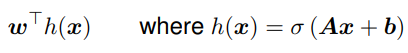 w⊤h(x) where h(x) = σ (Ax + b)